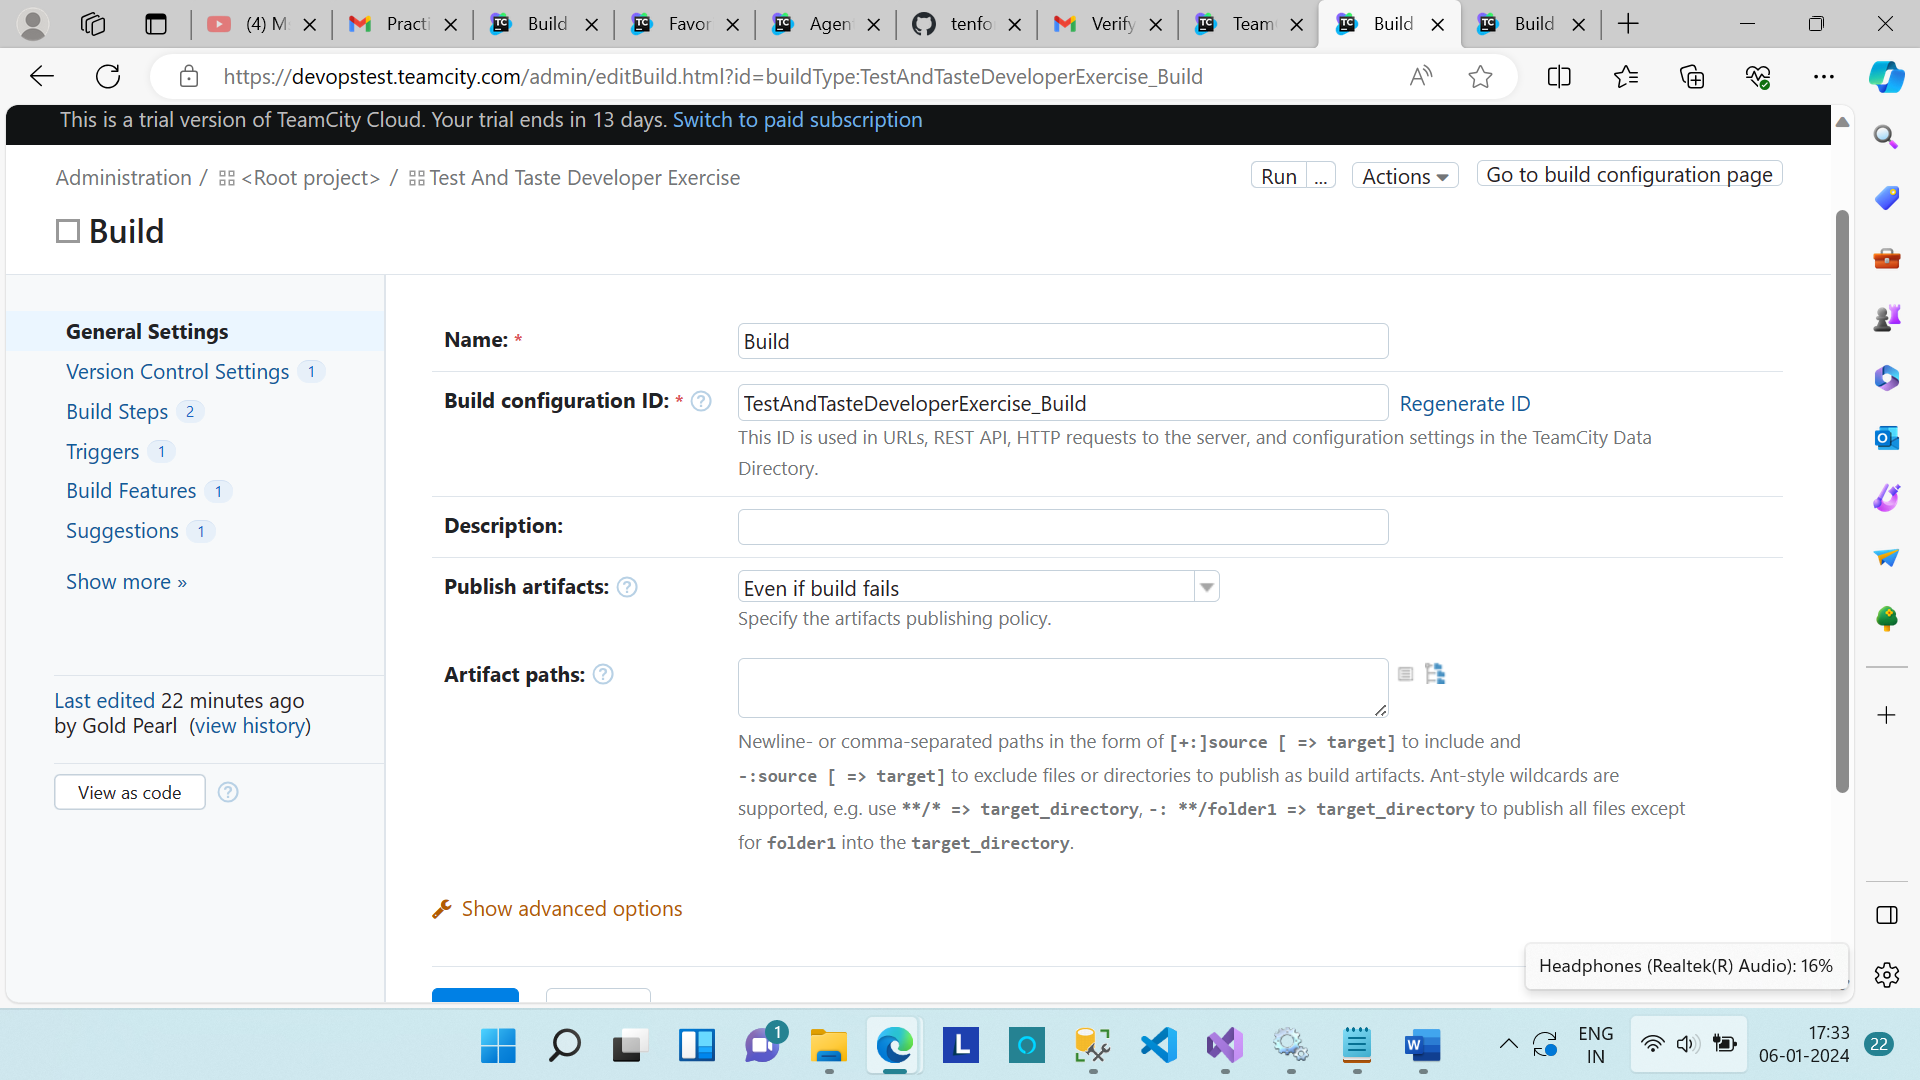 (4) M
Practi
Build
Favor
Agen
tenfo
Verify
Team
Build
Build
https://devopstest.teamcity.com/admin/editBuild.html?id=buildType:TestAndTasteDeveloperExercise_Build
This is a trial version of TeamCity Cloud. Your trial ends in 13 days. Switch to paid subscription
Administration / <Root project> / Test And Taste Developer Exercise
Run ... Actions Go to build configuration page
Build
General Settings
Version Control Settings 1
Build Steps 2
Triggers 1
Build Features 1
Suggestions 1
Show more »
Last edited 22 minutes ago
by Gold Pearl (view history)
View as code ?
Name: *
Build
Build configuration ID: * ?
TestAndTasteDeveloperExercise_Build
Regenerate ID
This ID is used in URLs, REST API, HTTP requests to the server, and configuration settings in the TeamCity Data
Directory.
Description:
Publish artifacts: ?
Even if build fails
Specify the artifacts publishing policy.
Artifact paths: ?
Newline- or comma-separated paths in the form of [+:]source [ => target] to include and
-:source [ => target] to exclude files or directories to publish as build artifacts. Ant-style wildcards are
supported, e.g. use **/* => target_directory, -: **/folder1 => target_directory to publish all files except
for folder1 into the target_directory.
Show advanced options
Headphones (Realtek(R) Audio): 16%
1
L
W
ENG
IN
17:33
06-01-2024
22